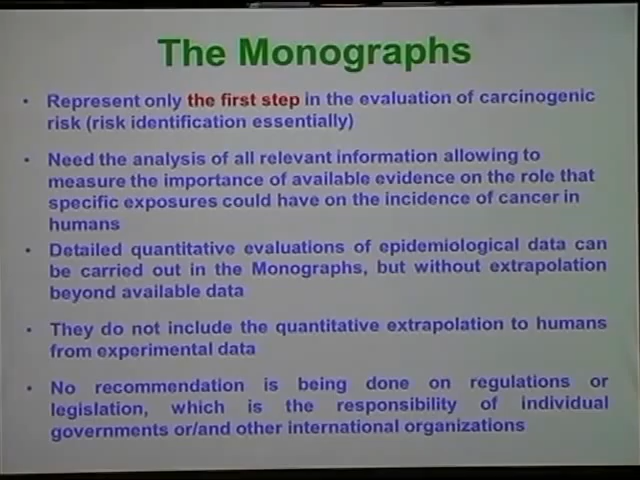 The Monographs
• Represent only the first step in the evaluation of carcinogenic
risk (risk identification essentially)
• Need the analysis of all relevant information allowing to
measure the importance of available evidence on the role that
specific exposures could have on the incidence of cancer in
humans
• Detailed quantitative evaluations of epidemiological data can
be carried out in the Monographs, but without extrapolation
beyond available data
• They do not include the quantitative extrapolation to humans
from experimental data
• No recommendation is being done on regulations or
legislation, which is the responsibility of individual
governments or/and other international organizations